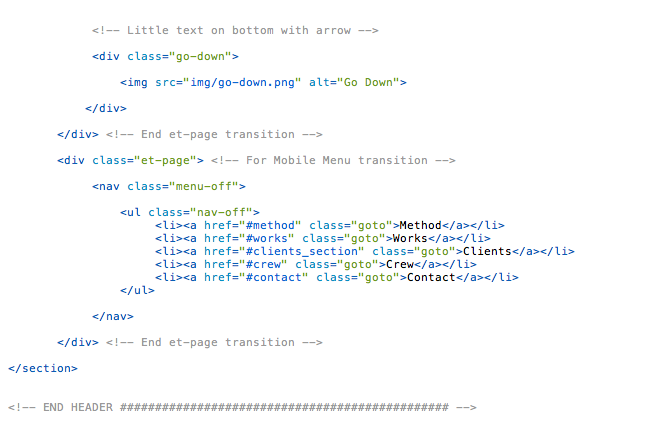 <!-- Little text on bottom with arrow -->
<div class="go-down">
<img src="img/go-down.png" alt="Go Down">
</div>
</div> <!-- End et-page transition -->
<div class="et-page"> <!-- For Mobile Menu transition -->
<nav class="menu-off">
<ul class="nav-off">
<li><a href="#method" class="goto">Method</a></li>
<li><a href="#works" class="goto">Works</a></li>
<li><a href="#clients_section" class="goto">Clients</a></li>
<li><a href="#crew" class="goto">Crew</a></li>
<li><a href="#contact" class="goto">Contact</a></li>
</ul>
</nav>
</div> <!-- End et-page transition -->
</section>
<!-- END HEADER ############################################### -->